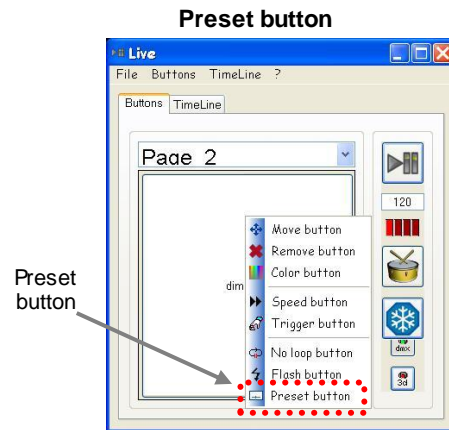 Preset button
Live
File Buttons TimeLine ?
Buttons TimeLine
Page 2
120
dim
Move button
Remove button
Color button
Speed button
Trigger button
No loop button
Flash button
Preset button
dmx
3d
Preset
button